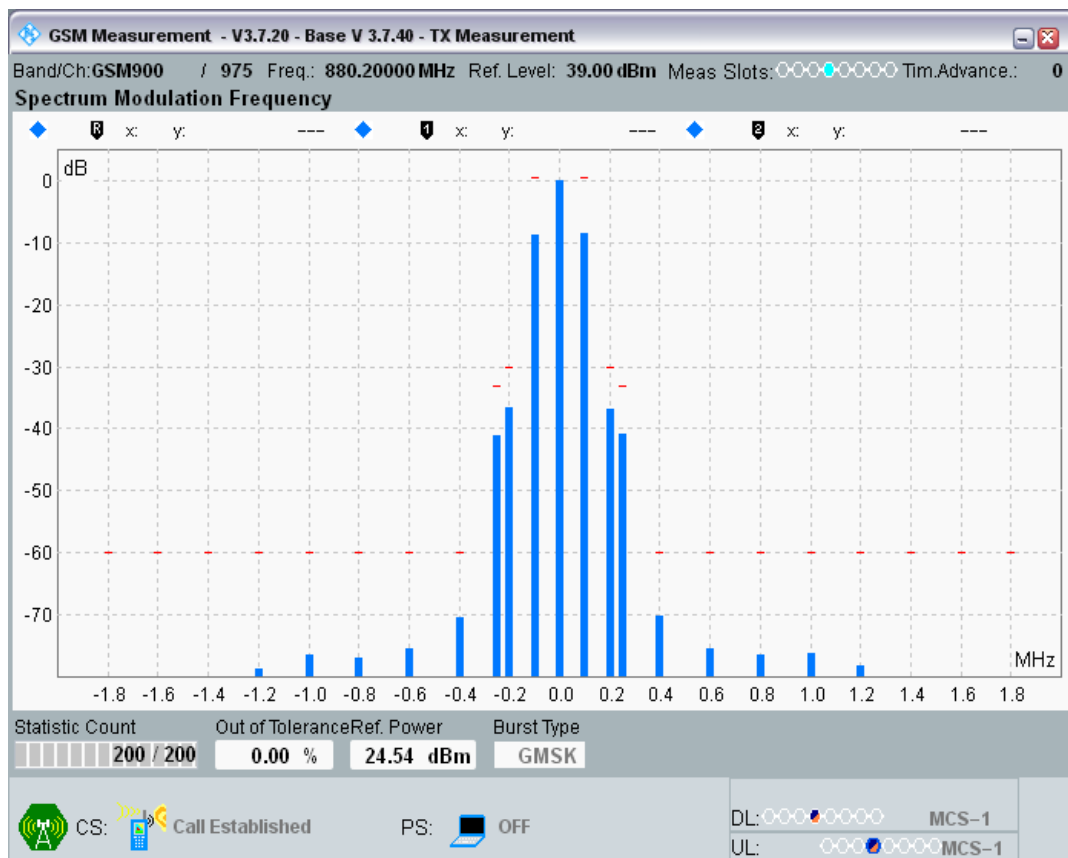 GSM Measurement - V3.7.20 - Base V 3.7.40 - TX Measurement
Band/Ch:GSM900 / 975 Freq.: 880.20000 MHz Ref. Level: 39.00 dBm Meas Slots: Tim.Advance.: 0
Spectrum Modulation Frequency
R x: y: --- 1 x: y: --- 2 x: y: ---
dB
0
-10
-20
-30
-40
-50
-60
-70
MHz
-1.8 -1.6 -1.4 -1.2 -1.0 -0.8 -0.6 -0.4 -0.2 0.0 0.2 0.4 0.6 0.8 1.0 1.2 1.4 1.6 1.8
Statistic Count Out of Tolerance Ref. Power Burst Type
200 / 200 0.00 % 24.54 dBm GMSK
CS: Call Established PS: OFF DL: MCS-1
UL: MCS-1